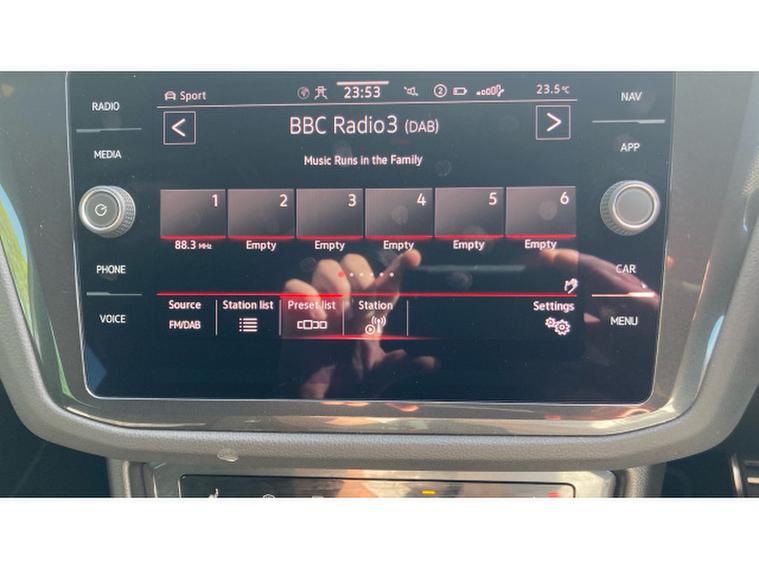 RADIO
MEDIA
PHONE
VOICE
Sport
23:53
2
23.5°C
BBC Radio3 (DAB)
Music Runs in the Family
1 2 3 4 5 6
88.3 MHz Empty Empty Empty Empty Empty
Source Station list Preset list Station Settings
FM/DAB
NAV
APP
CAR
MENU